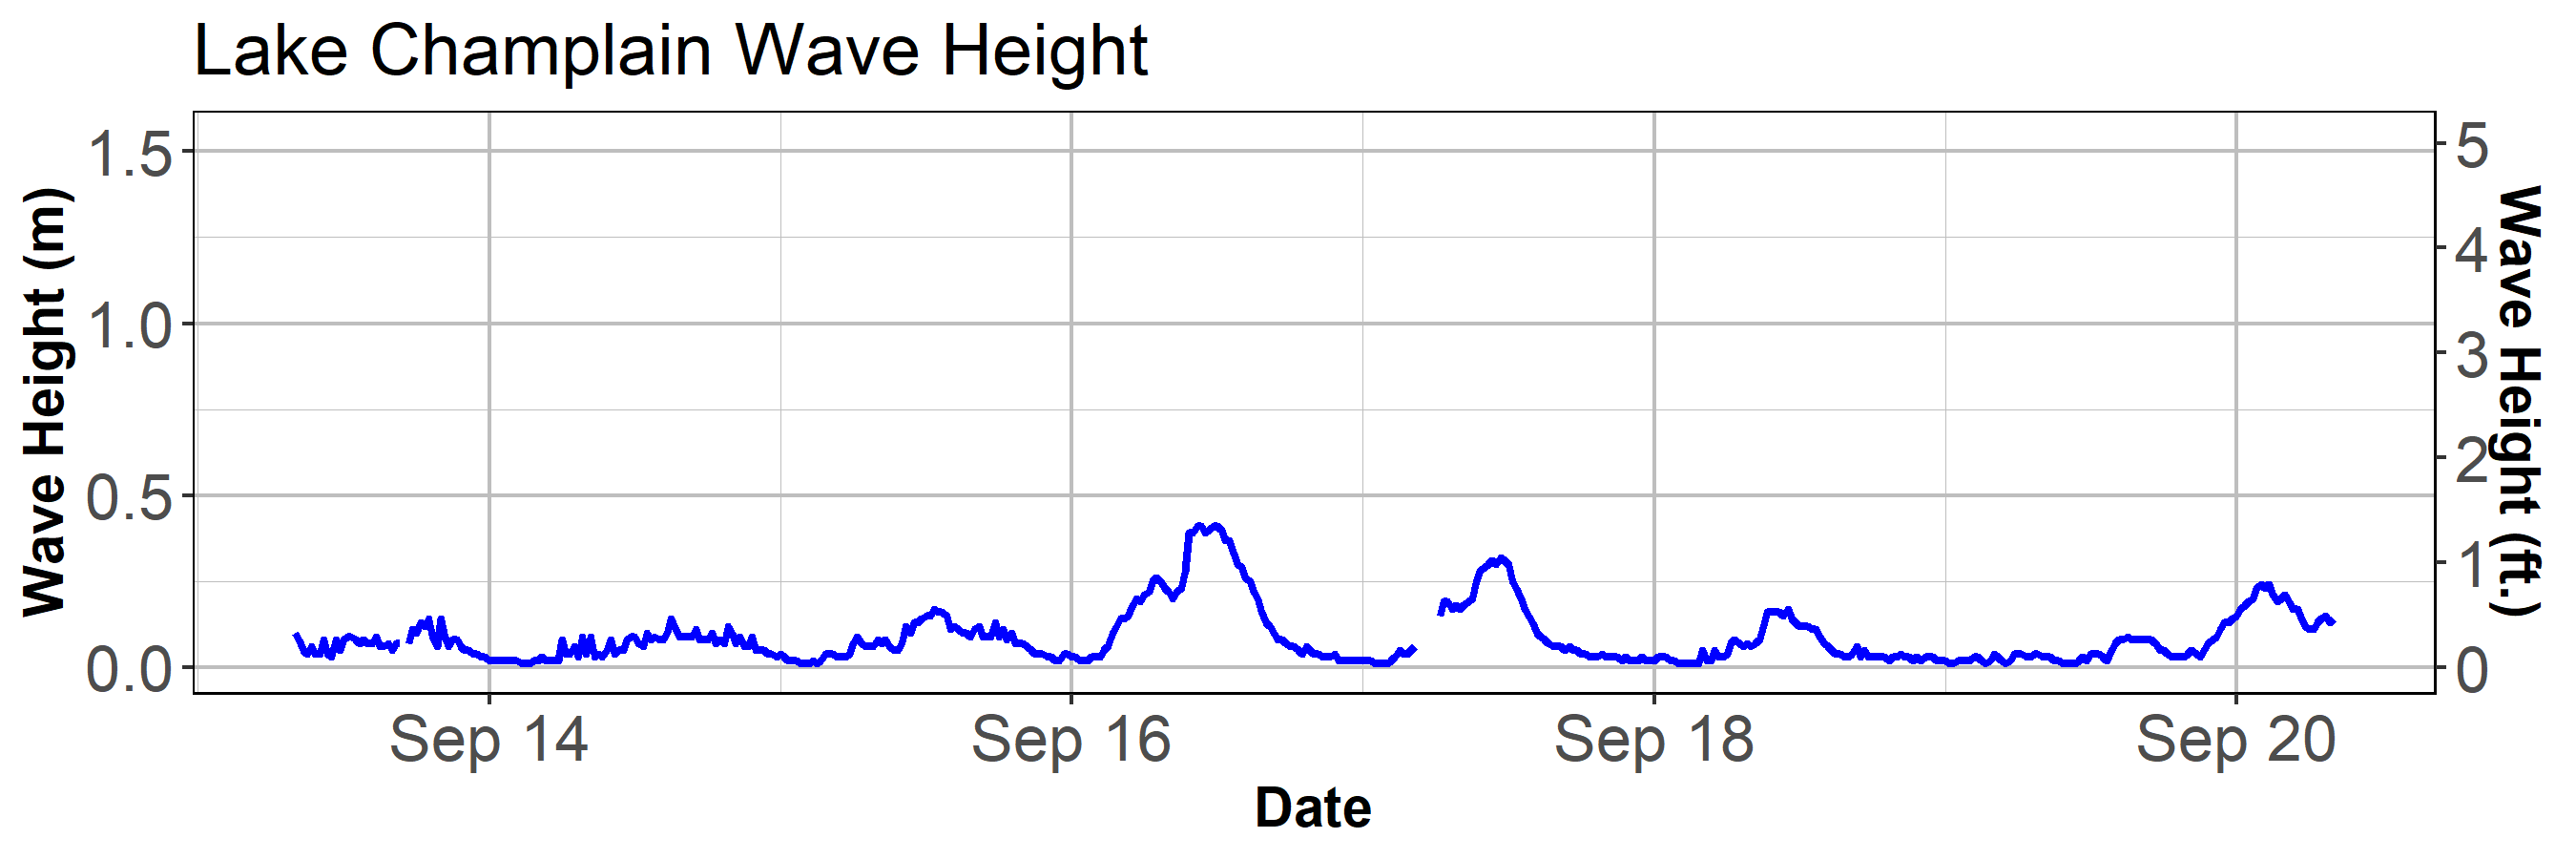 Lake Champlain Wave Height
Wave Height (m)
1.5
1.0
0.5
0.0
5
4
3
2
1
0
Wave Height (ft.)
Sep 14 Sep 16 Sep 18 Sep 20
Date